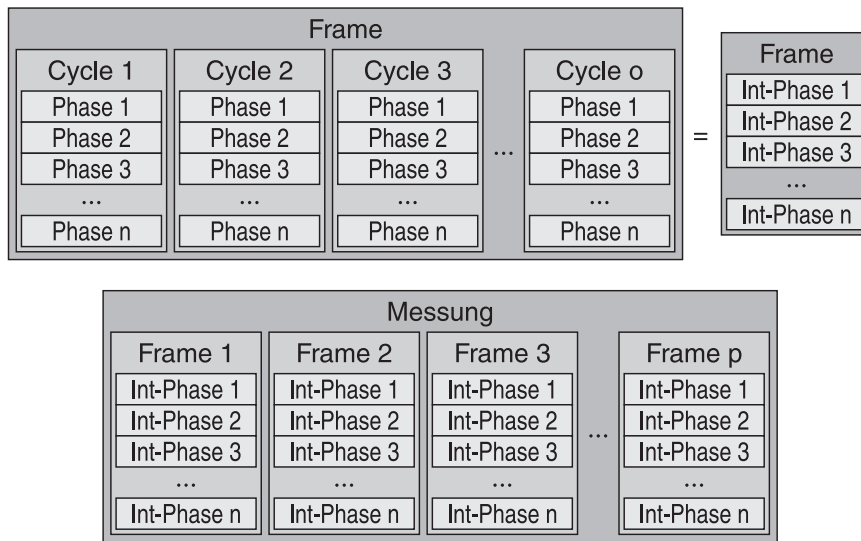 Frame
Cycle 1 Cycle 2 Cycle 3 Cycle o
Phase 1 Phase 1 Phase 1 Phase 1
Phase 2 Phase 2 Phase 2 Phase 2
Phase 3 Phase 3 Phase 3 ... Phase 3
... ... ... ...
Phase n Phase n Phase n Phase n
=
Frame
Int-Phase 1
Int-Phase 2
Int-Phase 3
...
Int-Phase n
Messung
Frame 1 Frame 2 Frame 3 Frame p
Int-Phase 1 Int-Phase 1 Int-Phase 1 Int-Phase 1
Int-Phase 2 Int-Phase 2 Int-Phase 2 Int-Phase 2
Int-Phase 3 Int-Phase 3 Int-Phase 3 ... Int-Phase 3
... ... ... ...
Int-Phase n Int-Phase n Int-Phase n Int-Phase n